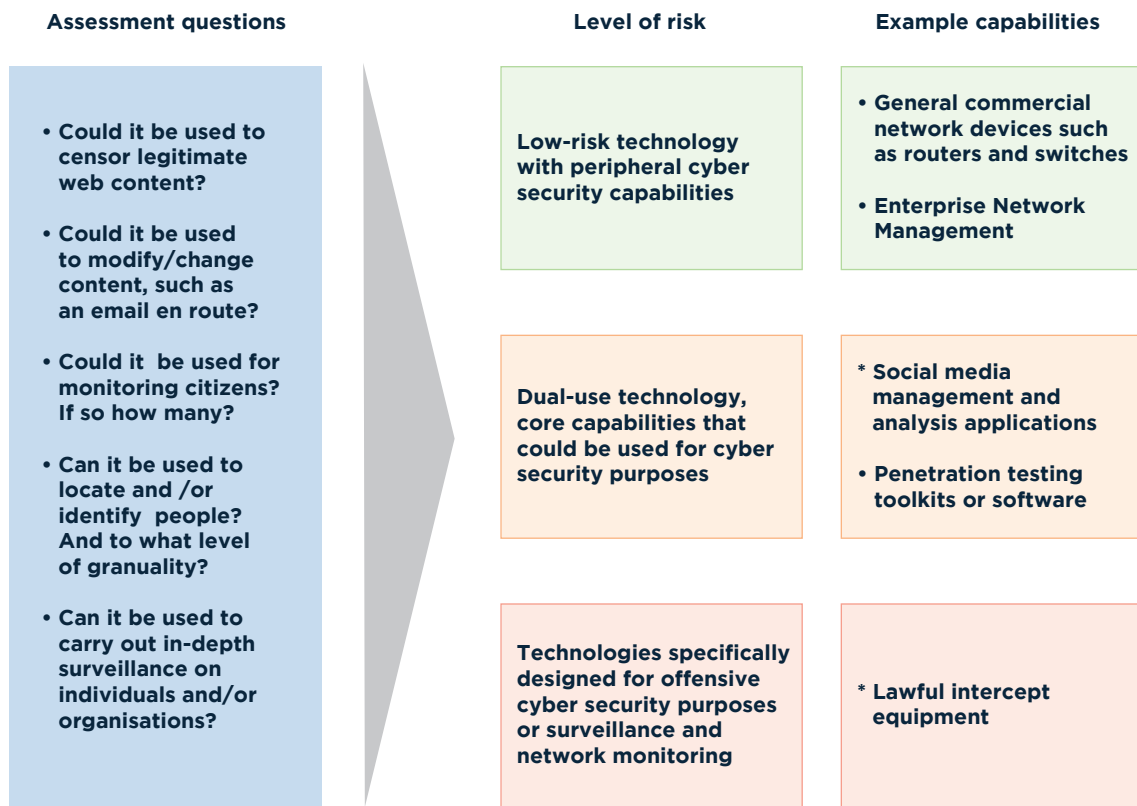 Assessment questions
Level of risk
Example capabilities
• Could it be used to
censor legitimate
web content?
• Could it be used
to modify/change
content, such as
an email en route?
• Could it  be used for
monitoring citizens?
If so how many?
• Can it be used to
locate and /or
identify  people?
And to what level
of granuality?
• Can it be used to
carry out in-depth
surveillance on
individuals and/or
organisations?
Low-risk technology
with peripheral cyber
security capabilities
• General commercial
network devices such
as routers and switches
• Enterprise Network
Management
Dual-use technology,
core capabilities that
could be used for cyber
security purposes
* Social media
management and
analysis applications
• Penetration testing
toolkits or software
Technologies specifically
designed for offensive
cyber security purposes
or surveillance and
network monitoring
* Lawful intercept
equipment